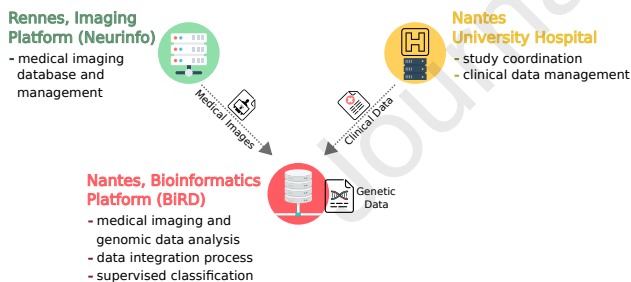 Rennes, Imaging
Platform (Neurinfo)
- medical imaging
database and
management
Nantes
University Hospital
- study coordination
- clinical data management
H
Medical Images
Clinical Data
Nantes, Bioinformatics
Platform (BiRD)
- medical imaging and
genomic data analysis
- data integration process
- supervised classification
Genetic
Data
journa